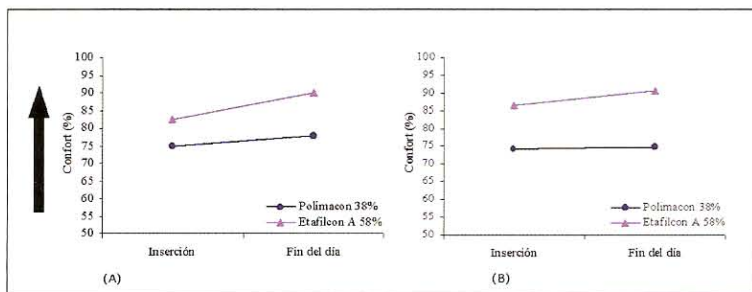 100
95
90
85
80
75
70
65
60
55
50
Confort (%)
Polimacon 38%
Etafilcon A 58%
Inserción
Fin del día
(A)
100
95
90
85
80
75
70
65
60
55
50
Confort (%)
Polimacon 38%
Etafilcon A 58%
Inserción
Fin del día
(B)